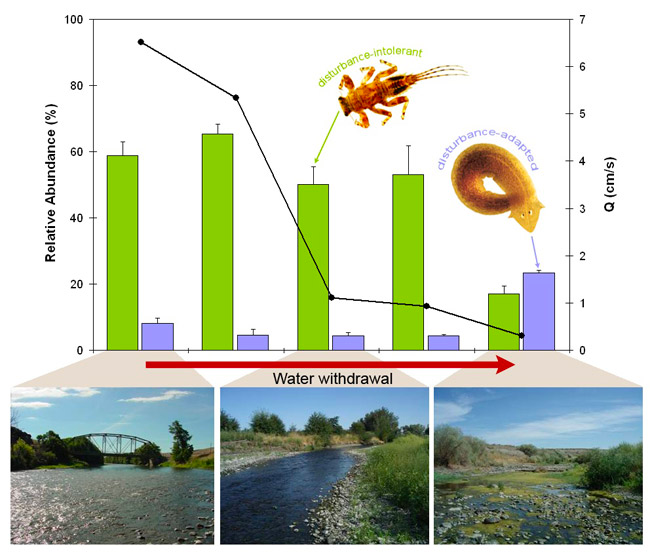 100
80
60
40
20
0
Relative Abundance (%)
disturbance-intolerant
disturbance-adapted
7
6
5
4
3
2
1
0
Q (cm/s)
Water withdrawal